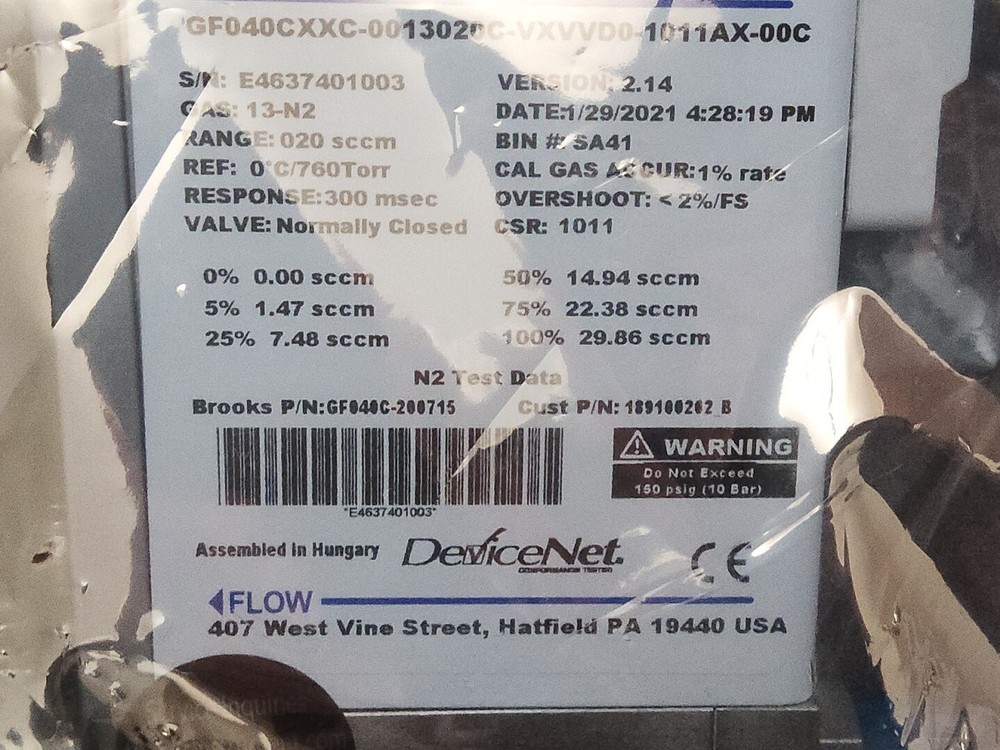 GF040CXXC-0013020C-VXVVD0-1011AX-00C
S/N: E4637401003
GAS: 13-N2
RANGE: 020 sccm
REF: 0°C/760Torr
RESPONSE:300 msec
VALVE: Normally Closed
VERSION: 2.14
DATE:1/29/2021 4:28:19 PM
BIN #: SA41
CAL GAS ACCUR:1% rate
OVERSHOOT: < 2%/FS
CSR: 1011
0% 0.00 sccm
5% 1.47 sccm
25% 7.48 sccm
50% 14.94 sccm
75% 22.38 sccm
100% 29.86 sccm
N2 Test Data
Brooks P/N:GF040C-200715 Cust P/N: 189100202_B
*E4637401003*
WARNING
Do Not Exceed
150 psig (10 Bar)
Assembled in Hungary
DeviceNet.
CONFORMANCE TESTED
CE
FLOW
407 West Vine Street, Hatfield PA 19440 USA